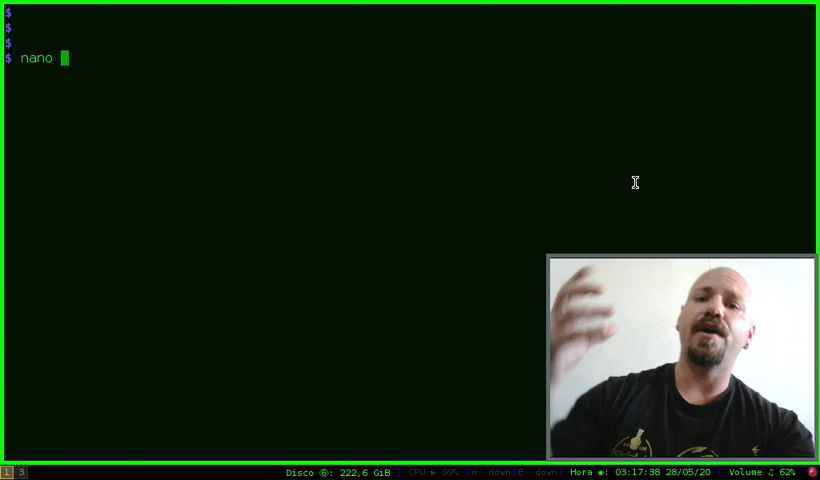 $
$
$
$ nano
1 3 Disco ⑥: 222,6 GiB | CPU ▶ 99% |W: down|E: down| Hora ◉: 03:17:38 28/05/20 | Volume ♫ 62%